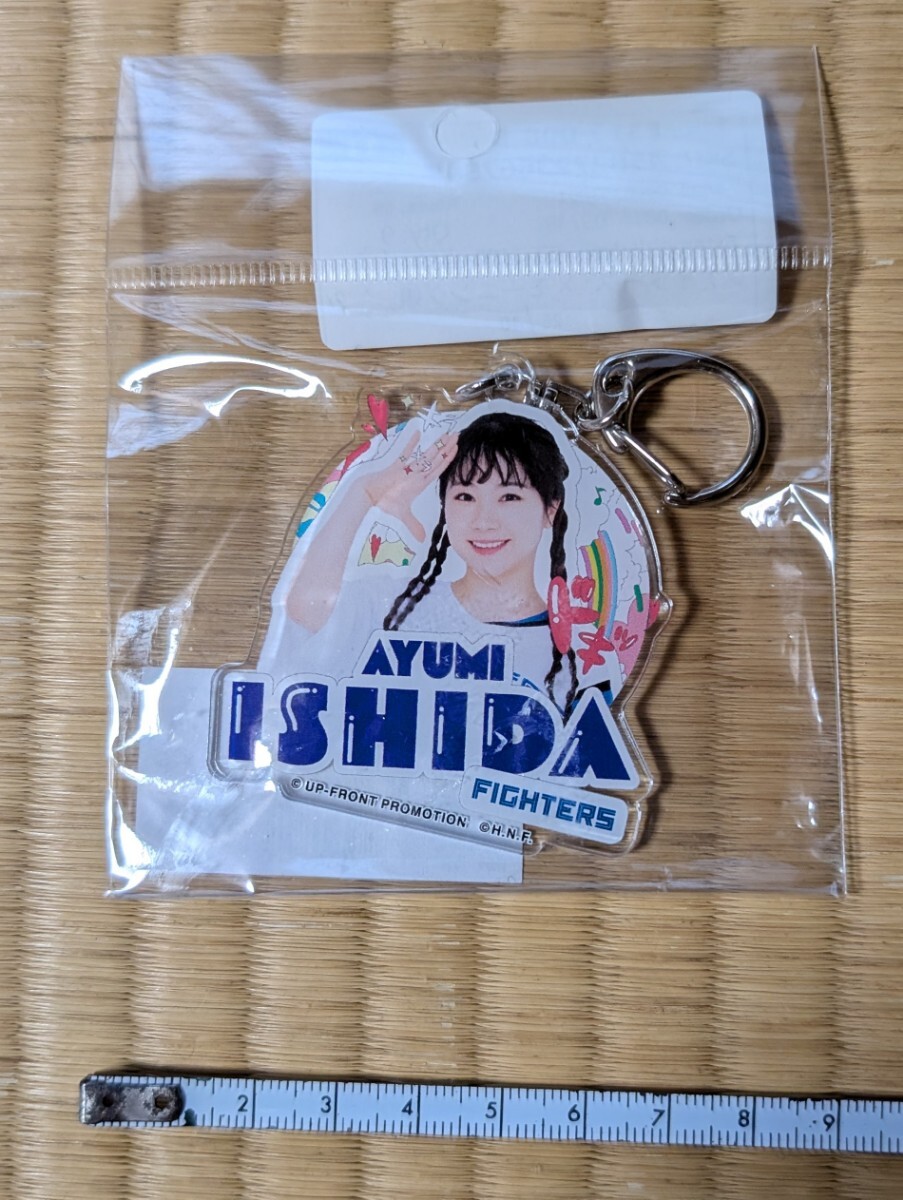 AYUMI
ISHIDA
FIGHTERS
© UP-FRONT PROMOTION ©H.N.F.
2 3 4 5 6 7 8 9